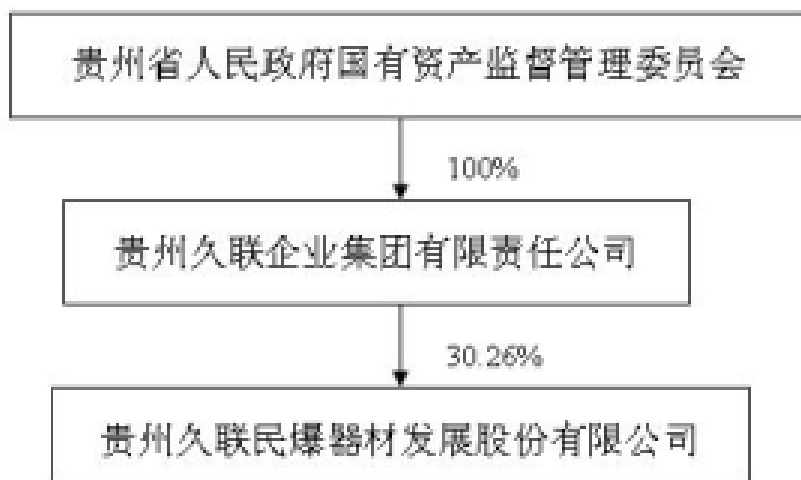 贵州省人民政府国有资产监督管理委员会
100%
贵州久联企业集团有限责任公司
30.26%
贵州久联民爆器材发展股份有限公司